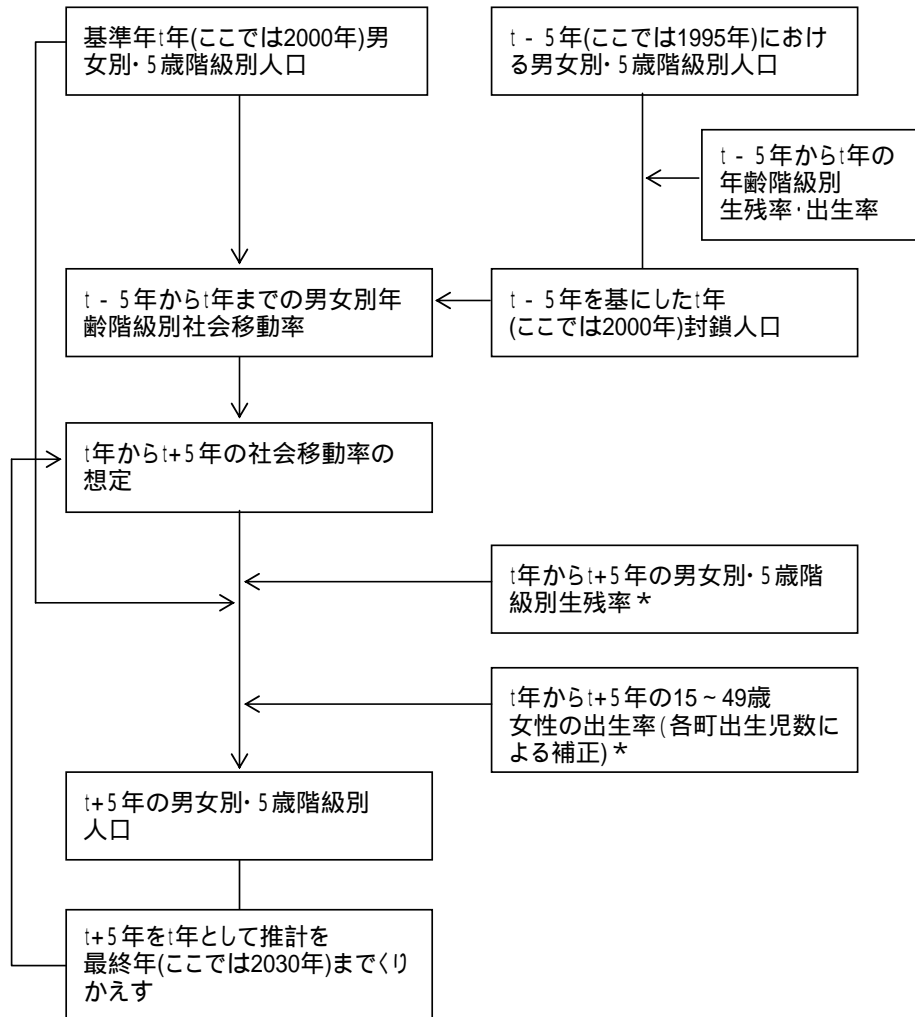 基準年t年(ここでは2000年)男
女別・5歳階級別人口
t - 5年(ここでは1995年)におけ
る男女別・5歳階級別人口
t - 5年からt年の
年齢階級別
生残率・出生率
t - 5年からt年までの男女別年
齢階級別社会移動率
t - 5年を基にしたt年
(ここでは2000年)封鎖人口
t年からt+5年の社会移動率の
想定
t年からt+5年の男女別・5歳階
級別生残率*
t年からt+5年の15~49歳
女性の出生率(各町出生児数に
よる補正)*
t+5年の男女別・5歳階級別
人口
t+5年をt年として推計を
最終年(ここでは2030年)までくり
かえす